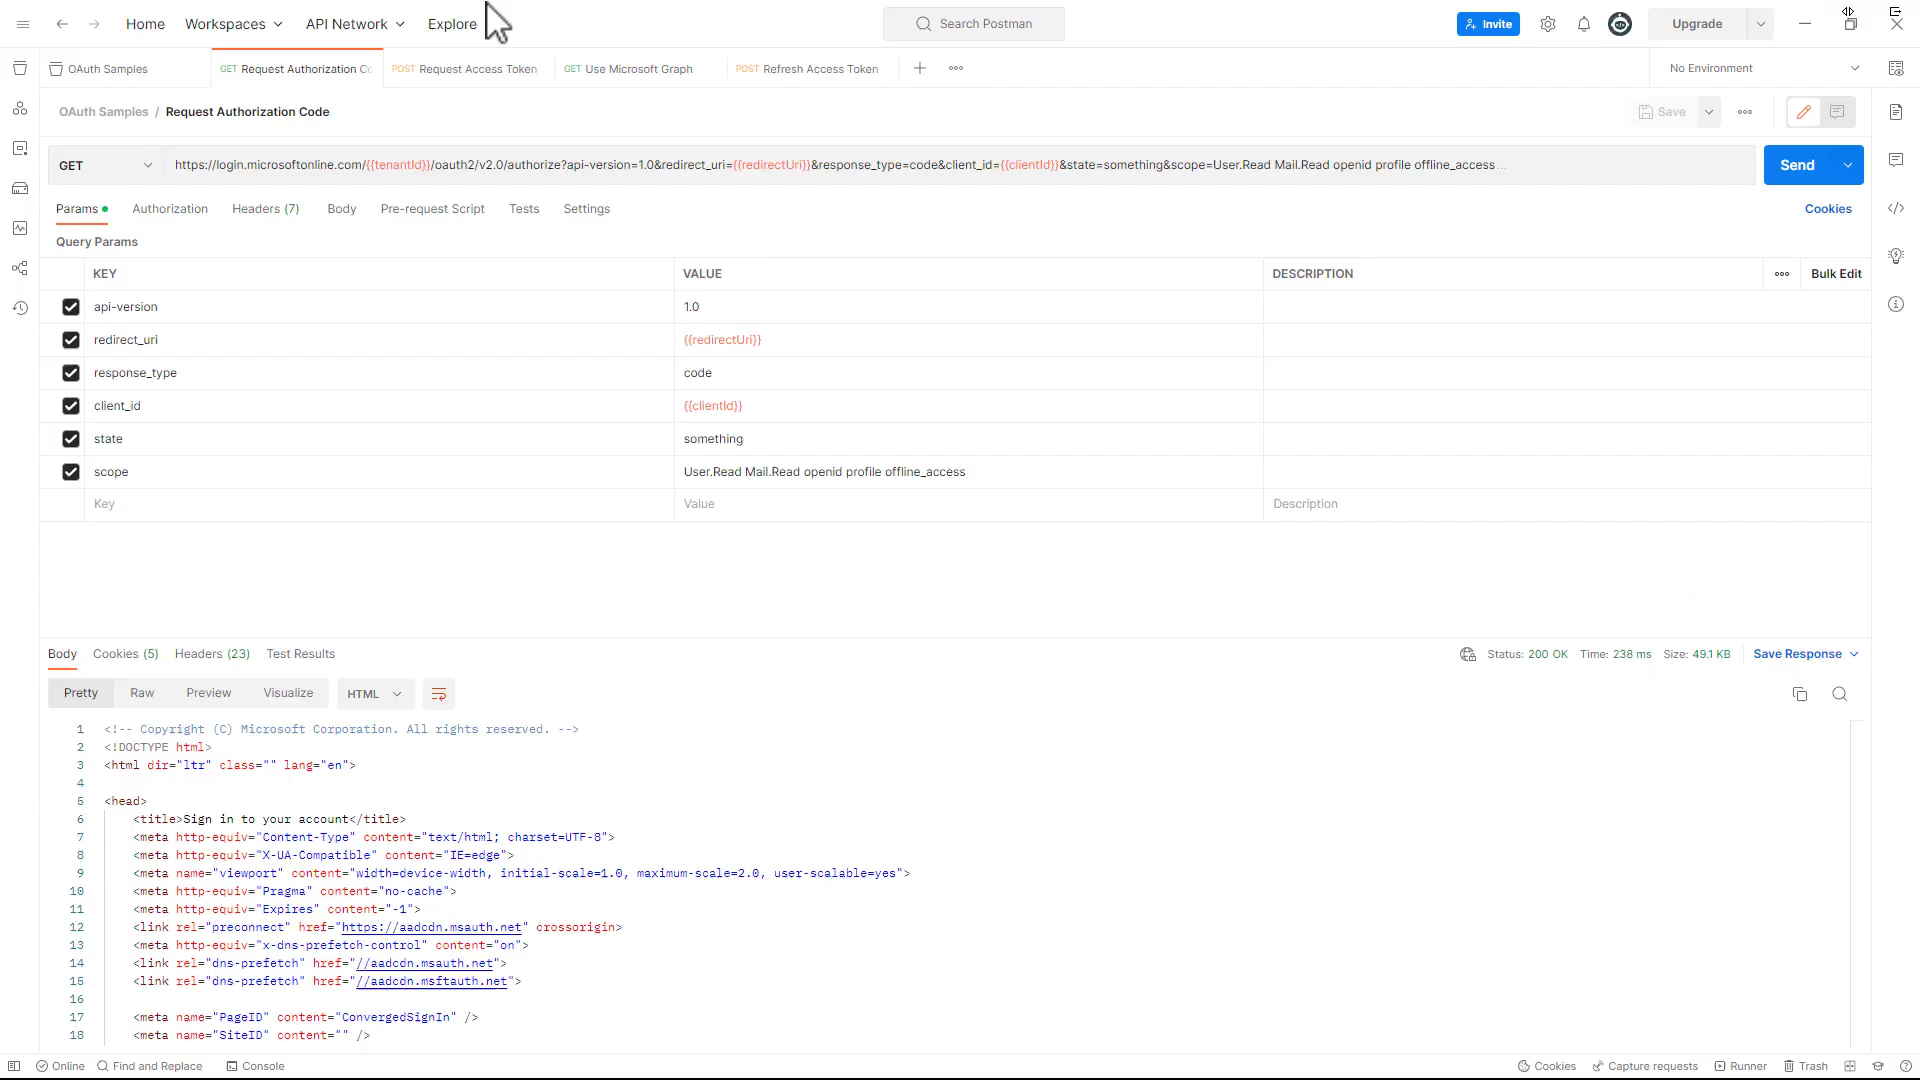 Home Workspaces API Network Explore Search Postman Invite Upgrade
OAuth Samples GET Request Authorization Co POST Request Access Token GET Use Microsoft Graph POST Refresh Access Token No Environment
OAuth Samples / Request Authorization Code Save
GET https://login.microsoftonline.com/{{tenantId}}/oauth2/v2.0/authorize?api-version=1.0&redirect_uri={{redirectUri}}&response_type=code&client_id={{clientId}}&state=something&scope=User.Read Mail.Read openid profile offline_access... Send
Params Authorization Headers (7) Body Pre-request Script Tests Settings Cookies
Query Params
KEY VALUE DESCRIPTION Bulk Edit
api-version 1.0
redirect_uri {{redirectUri}}
response_type code
client_id {{clientId}}
state something
scope User.Read Mail.Read openid profile offline_access
Key Value Description
Body Cookies (5) Headers (23) Test Results Status: 200 OK Time: 238 ms Size: 49.1 KB Save Response
Pretty Raw Preview Visualize HTML
1 <!-- Copyright (C) Microsoft Corporation. All rights reserved. -->
2 <!DOCTYPE html>
3 <html dir="ltr" class="" lang="en">
4
5 <head>
6 <title>Sign in to your account</title>
7 <meta http-equiv="Content-Type" content="text/html; charset=UTF-8">
8 <meta http-equiv="X-UA-Compatible" content="IE=edge">
9 <meta name="viewport" content="width=device-width, initial-scale=1.0, maximum-scale=2.0, user-scalable=yes">
10 <meta http-equiv="Pragma" content="no-cache">
11 <meta http-equiv="Expires" content="-1">
12 <link rel="preconnect" href="https://aadcdn.msauth.net" crossorigin>
13 <meta http-equiv="x-dns-prefetch-control" content="on">
14 <link rel="dns-prefetch" href="//aadcdn.msauth.net">
15 <link rel="dns-prefetch" href="//aadcdn.msftauth.net">
16
17 <meta name="PageID" content="ConvergedSignIn" />
18 <meta name="SiteID" content="" />
Online Find and Replace Console Cookies Capture requests Runner Trash